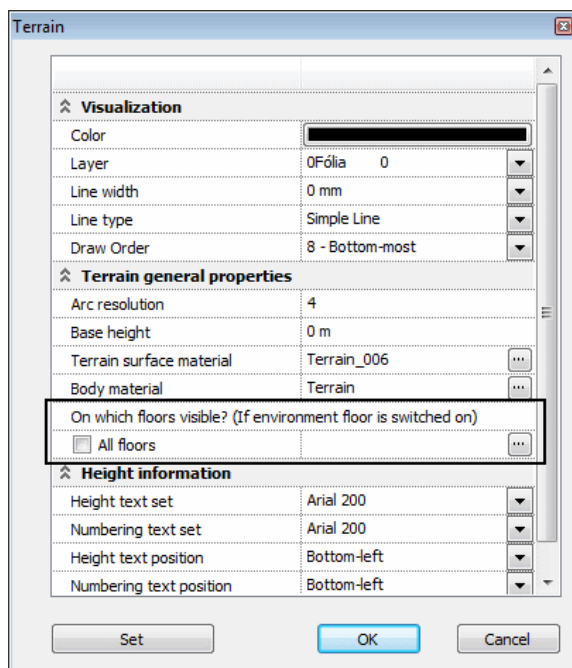 Terrain
Visualization
Color
Layer 0Fólia 0
Line width 0 mm
Line type Simple Line
Draw Order 8 - Bottom-most
Terrain general properties
Arc resolution 4
Base height 0 m
Terrain surface material Terrain_006 ...
Body material Terrain ...
On which floors visible? (If environment floor is switched on)
All floors ...
Height information
Height text set Arial 200
Numbering text set Arial 200
Height text position Bottom-left
Numbering text position Bottom-left
Set OK Cancel